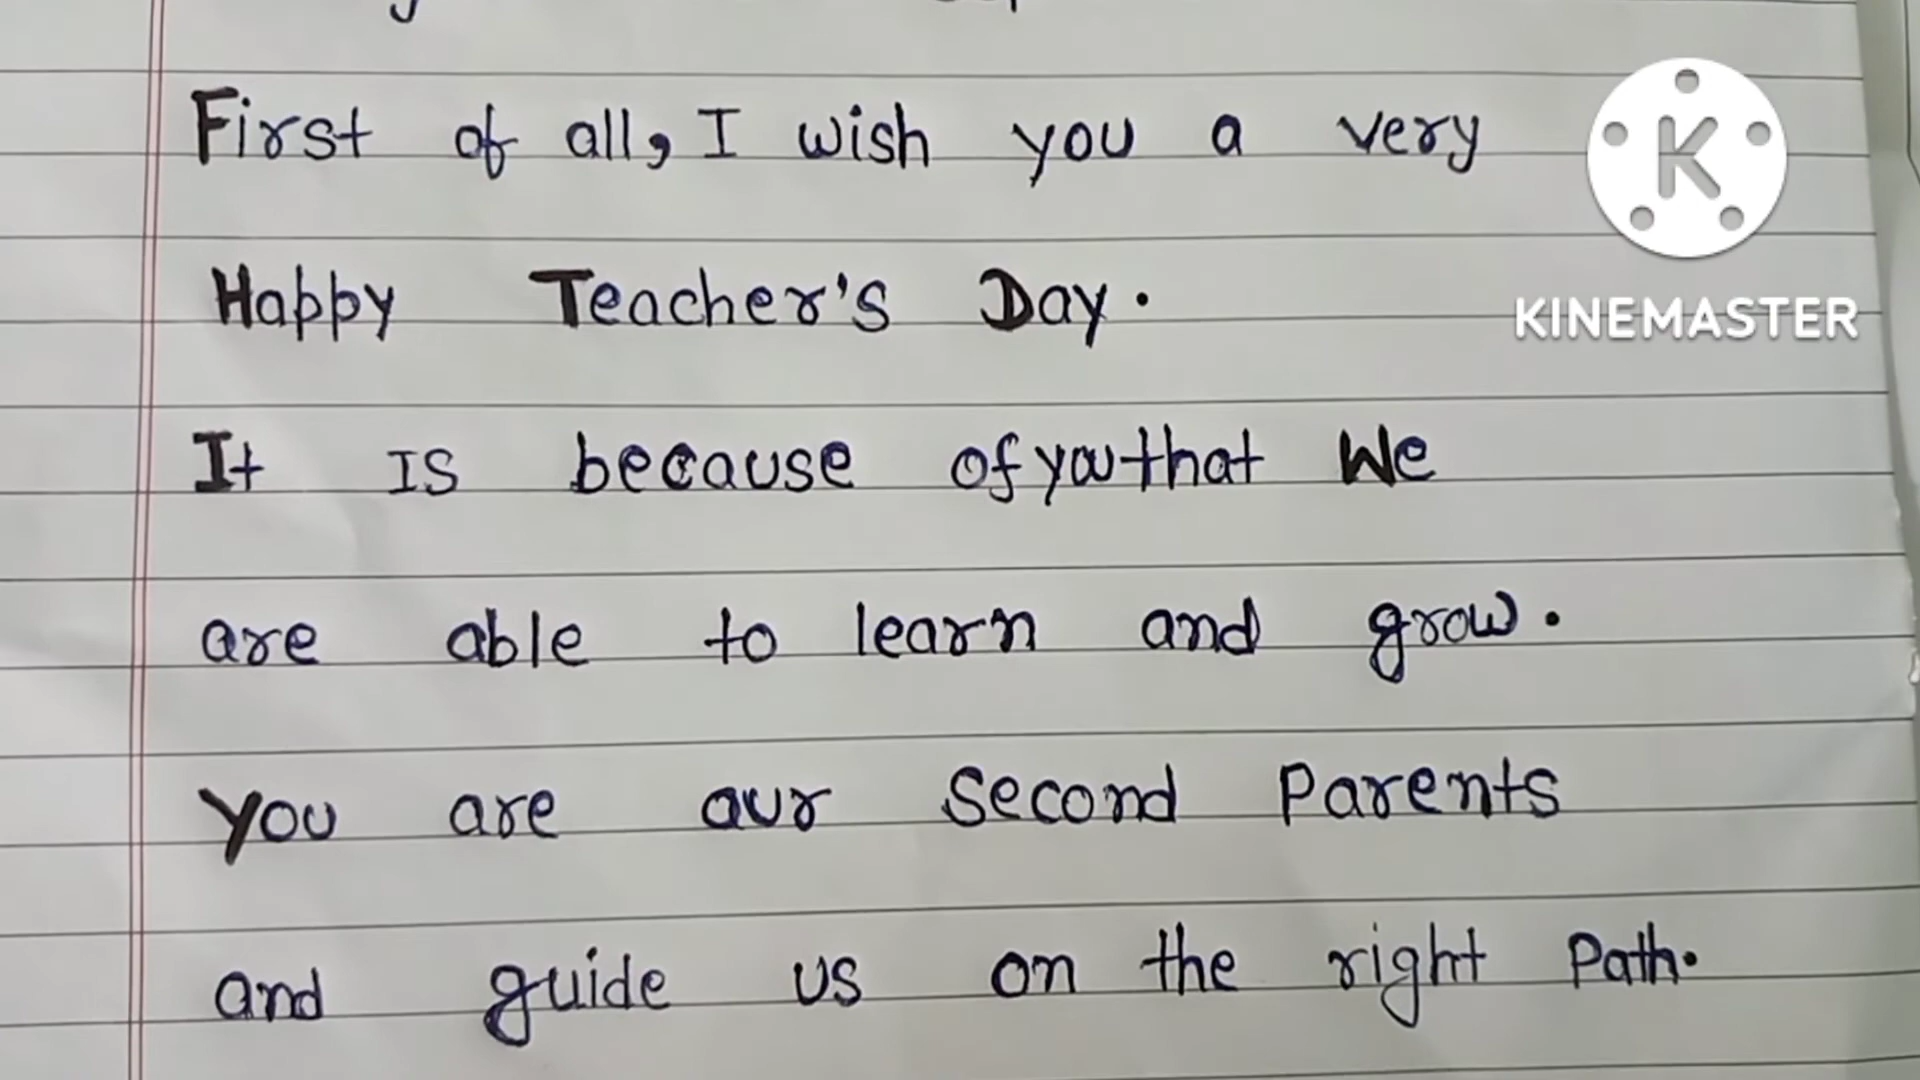 First of all, I wish you a very
KINEMASTER
Happy Teacher's Day.
It is because of you that We
are able to learn and grow.
You are our Second Parents
and guide us on the right Path.